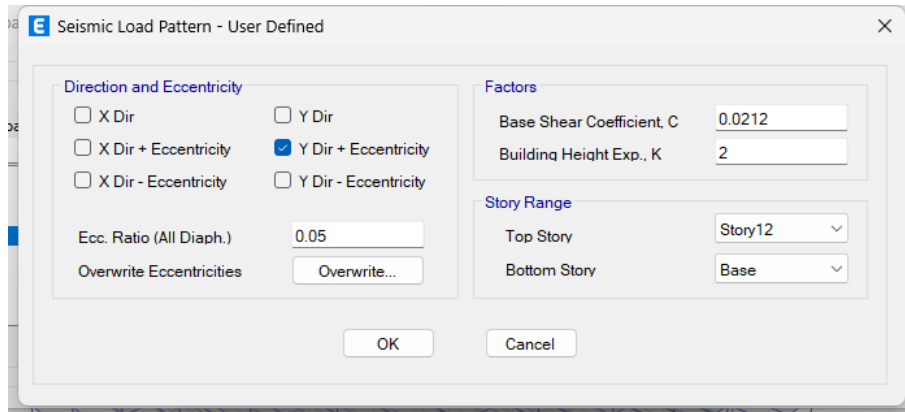 E Seismic Load Pattern - User Defined
Direction and Eccentricity
X Dir
Y Dir
X Dir + Eccentricity
Y Dir + Eccentricity
X Dir - Eccentricity
Y Dir - Eccentricity
Ecc. Ratio (All Diaph.) 0.05
Overwrite Eccentricities Overwrite...
Factors
Base Shear Coefficient, C 0.0212
Building Height Exp., K 2
Story Range
Top Story Story12
Bottom Story Base
OK
Cancel